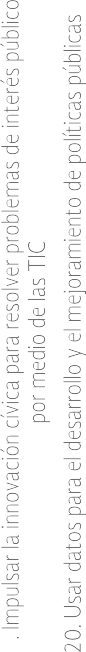 . Impulsar la innovación cívica para resolver problemas de interés público
por medio de las TIC
20. Usar datos para el desarrollo y el mejoramiento de políticas públicas